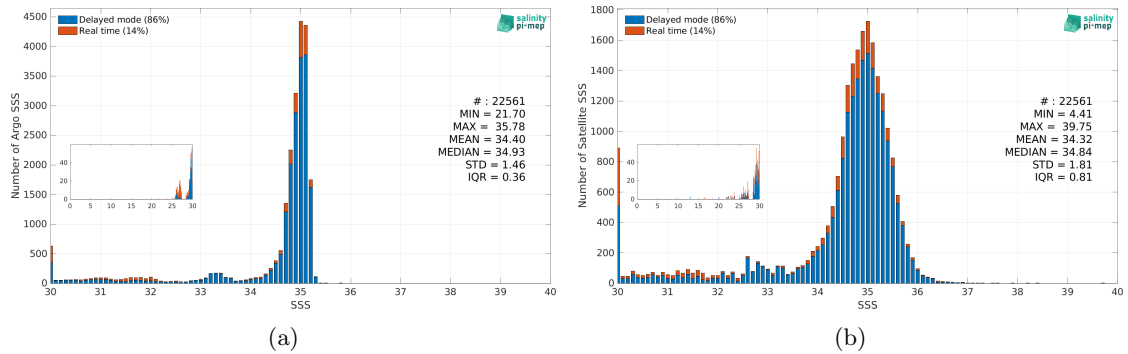 Delayed mode (86%)
Real time (14%)
salinity
pi-mep
4500
4000
3500
3000
2500
2000
1500
1000
500
0
Number of Argo SSS
# : 22561
MIN = 21.70
MAX = 35.78
MEAN = 34.40
MEDIAN = 34.93
STD = 1.46
IQR = 0.36
40
20
0
0 5 10 15 20 25 30
30 31 32 33 34 35 36 37 38 39 40
SSS
(a)
Delayed mode (86%)
Real time (14%)
salinity
pi-mep
1800
1600
1400
1200
1000
800
600
400
200
0
Number of Satellite SSS
# : 22561
MIN = 4.41
MAX = 39.75
MEAN = 34.32
MEDIAN = 34.84
STD = 1.81
IQR = 0.81
40
20
0
0 5 10 15 20 25 30
30 31 32 33 34 35 36 37 38 39 40
SSS
(b)